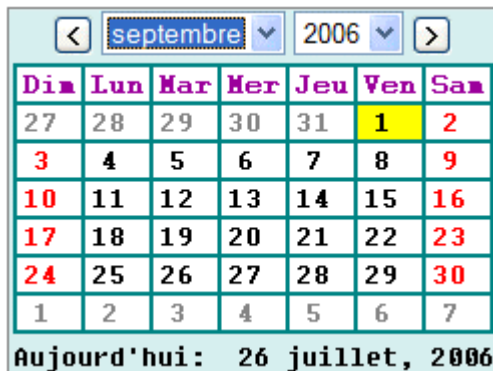 < septembre 2006 >
Dim Lun Mar Mer Jeu Ven Sam
27 28 29 30 31 1 2
3 4 5 6 7 8 9
10 11 12 13 14 15 16
17 18 19 20 21 22 23
24 25 26 27 28 29 30
1 2 3 4 5 6 7
Aujourd'hui: 26 juillet, 2006